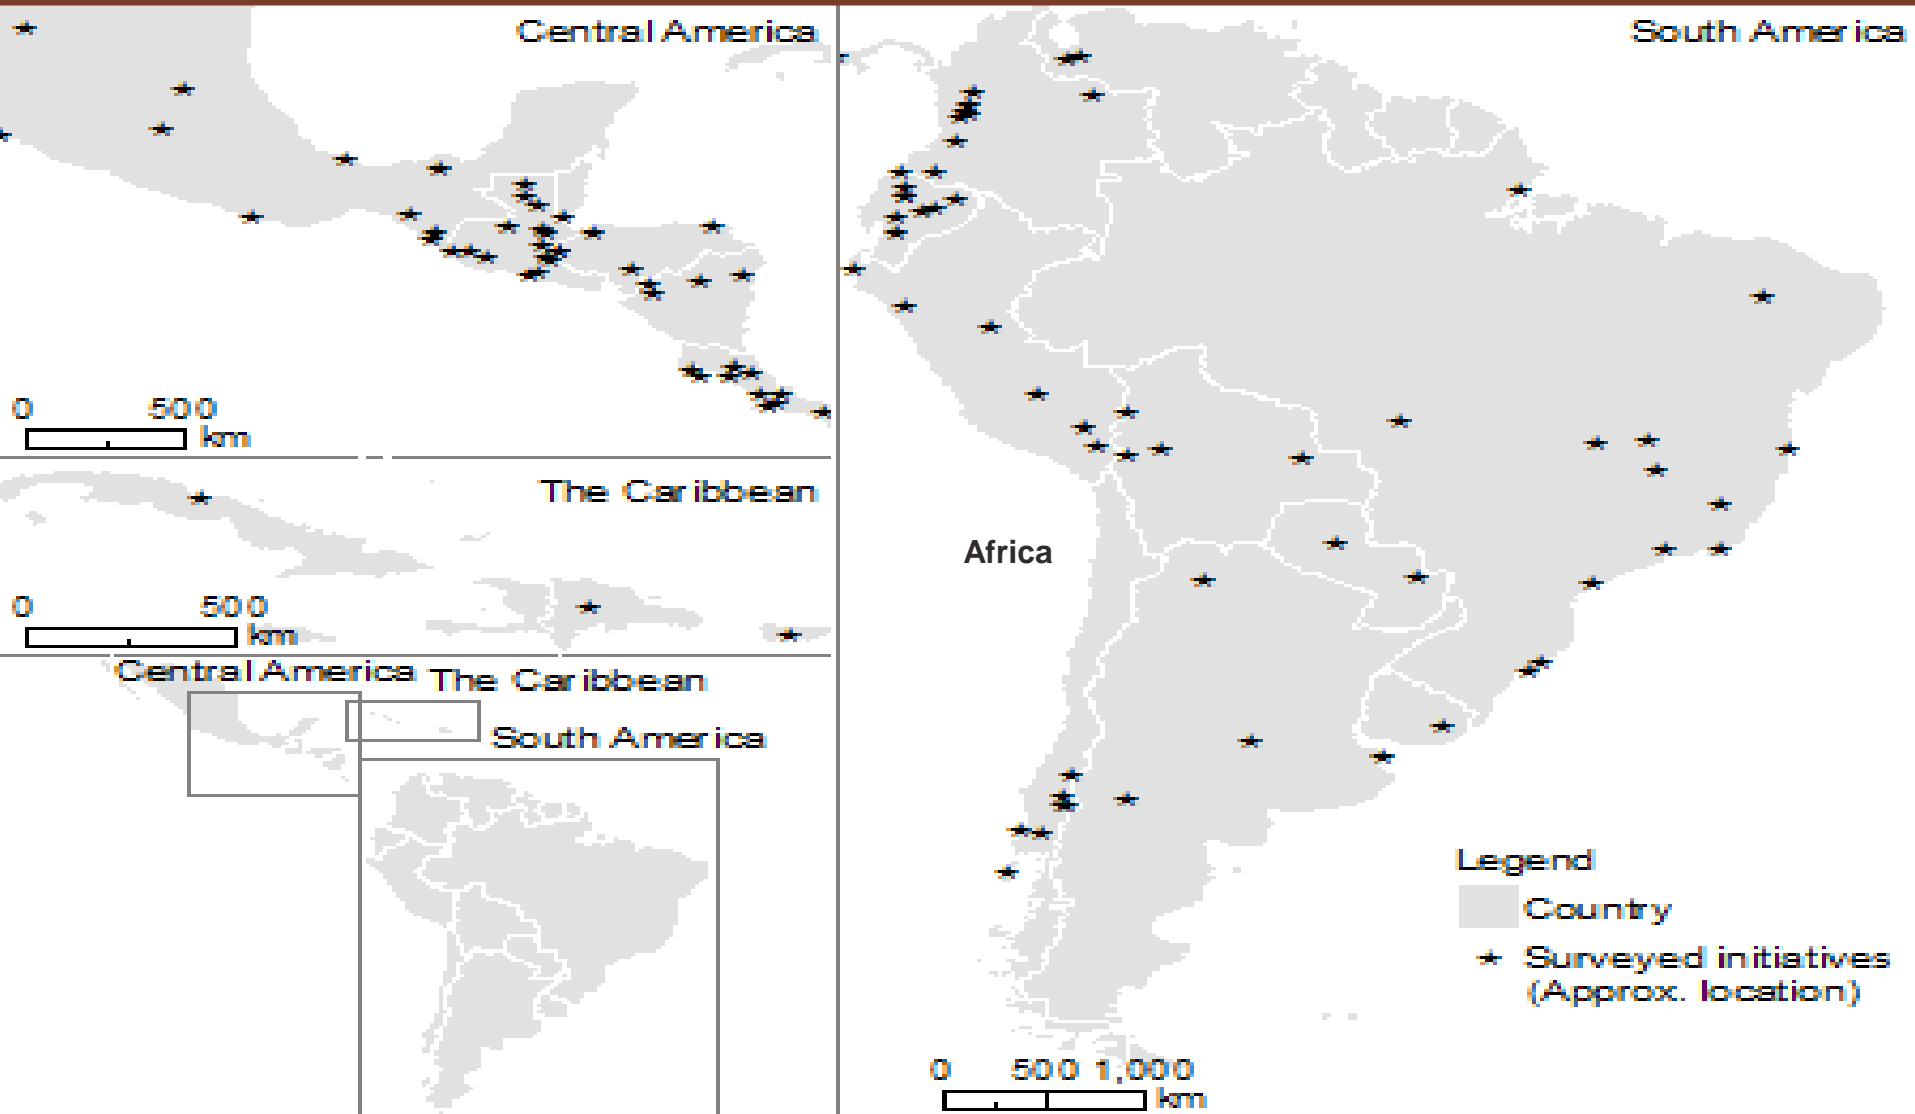 Central America
0 500
km
The Caribbean
0 500
km
Central America
The Caribbean
South America
South America
Africa
Legend
Country
Surveyed initiatives
(Approx. location)
0 500 1,000
km